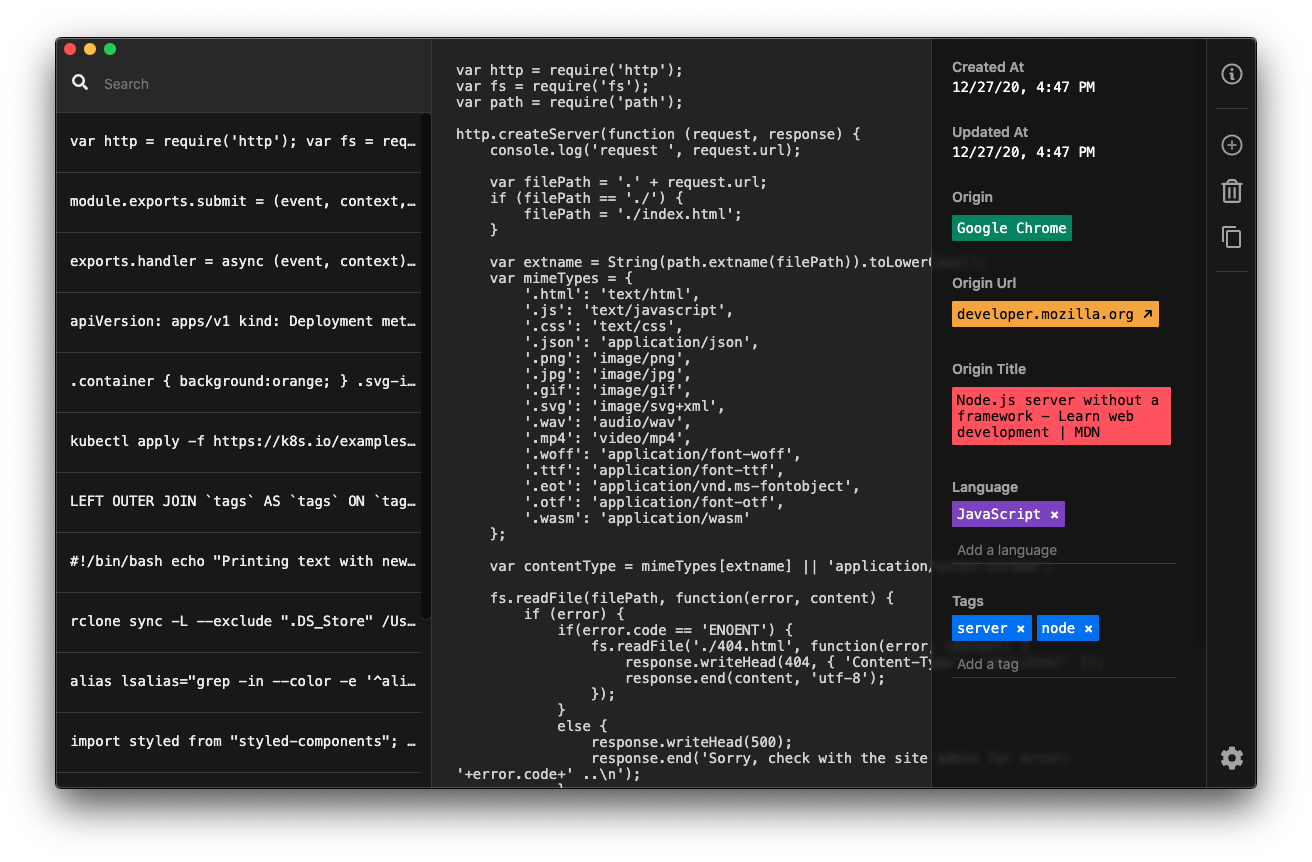 Search
var http = require('http'); var fs = req…
module.exports.submit = (event, context,…
exports.handler = async (event, context)…
apiVersion: apps/v1 kind: Deployment met…
.container { background:orange; } .svg-i…
kubectl apply -f https://k8s.io/examples…
LEFT OUTER JOIN `tags` AS `tags` ON `tag…
#!/bin/bash echo "Printing text with new…
rclone sync -L --exclude ".DS_Store" /Us…
alias lsalias="grep -in --color -e '^ali…
import styled from "styled-components"; …
var http = require('http');
var fs = require('fs');
var path = require('path');
http.createServer(function (request, response) {
    console.log('request ', request.url);
    var filePath = '.' + request.url;
    if (filePath == './') {
        filePath = './index.html';
    }
    var extname = String(path.extname(filePath)).toLowerCase();
    var mimeTypes = {
        '.html': 'text/html',
        '.js': 'text/javascript',
        '.css': 'text/css',
        '.json': 'application/json',
        '.png': 'image/png',
        '.jpg': 'image/jpg',
        '.gif': 'image/gif',
        '.svg': 'image/svg+xml',
        '.wav': 'audio/wav',
        '.mp4': 'video/mp4',
        '.woff': 'application/font-woff',
        '.ttf': 'application/font-ttf',
        '.eot': 'application/vnd.ms-fontobject',
        '.otf': 'application/font-otf',
        '.wasm': 'application/wasm'
    };
    var contentType = mimeTypes[extname] || 'application/
    fs.readFile(filePath, function(error, content) {
        if (error) {
            if(error.code == 'ENOENT') {
                fs.readFile('./404.html', function(error,
                    response.writeHead(404, { 'Content-Ty
                    response.end(content, 'utf-8');
                });
            }
            else {
                response.writeHead(500);
                response.end('Sorry, check with the site admin for error:
'+error.code+' ..\n');
Created At
12/27/20, 4:47 PM
Updated At
12/27/20, 4:47 PM
Origin
Google Chrome
Origin Url
developer.mozilla.org ↗
Origin Title
Node.js server without a
framework - Learn web
development | MDN
Language
JavaScript ×
Add a language
Tags
server × node ×
Add a tag